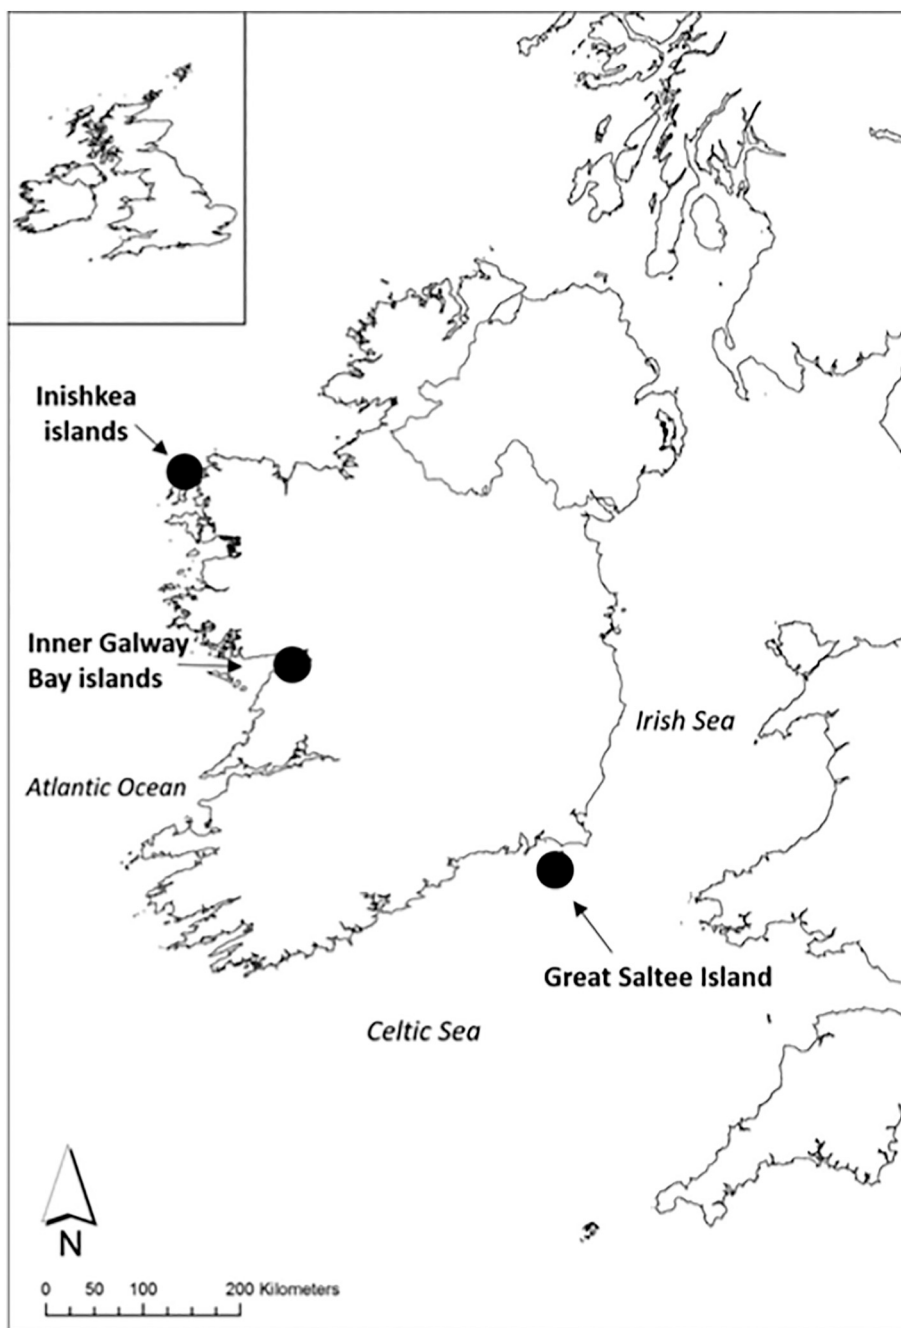 Inishkea
islands
Inner Galway
Bay islands
Irish Sea
Atlantic Ocean
Great Saltee Island
Celtic Sea
N
0 50 100 200 Kilometers